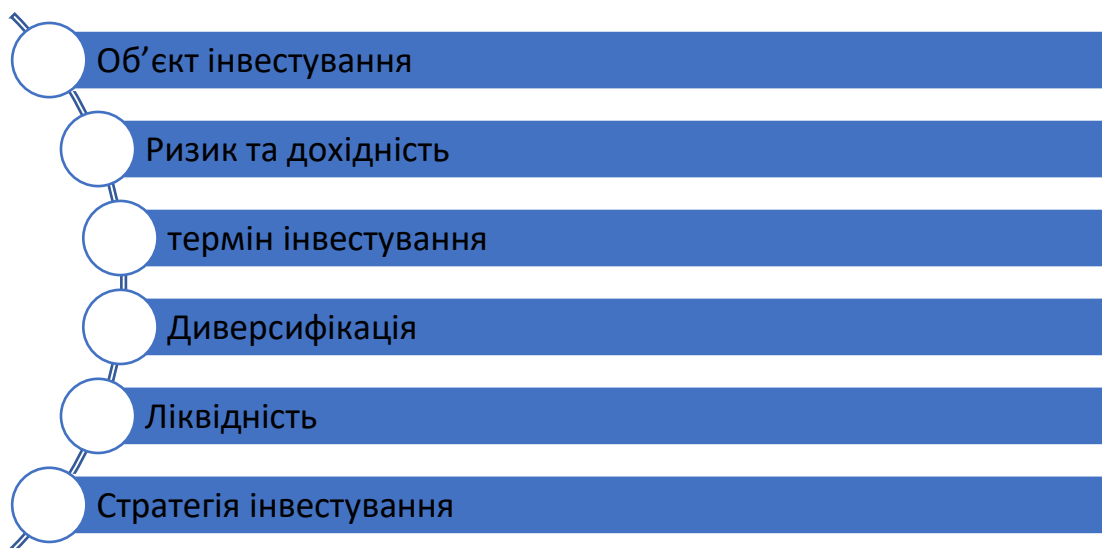 Об’єкт інвестування
Ризик та дохідність
термін інвестування
Диверсифікація
Ліквідність
Стратегія інвестування